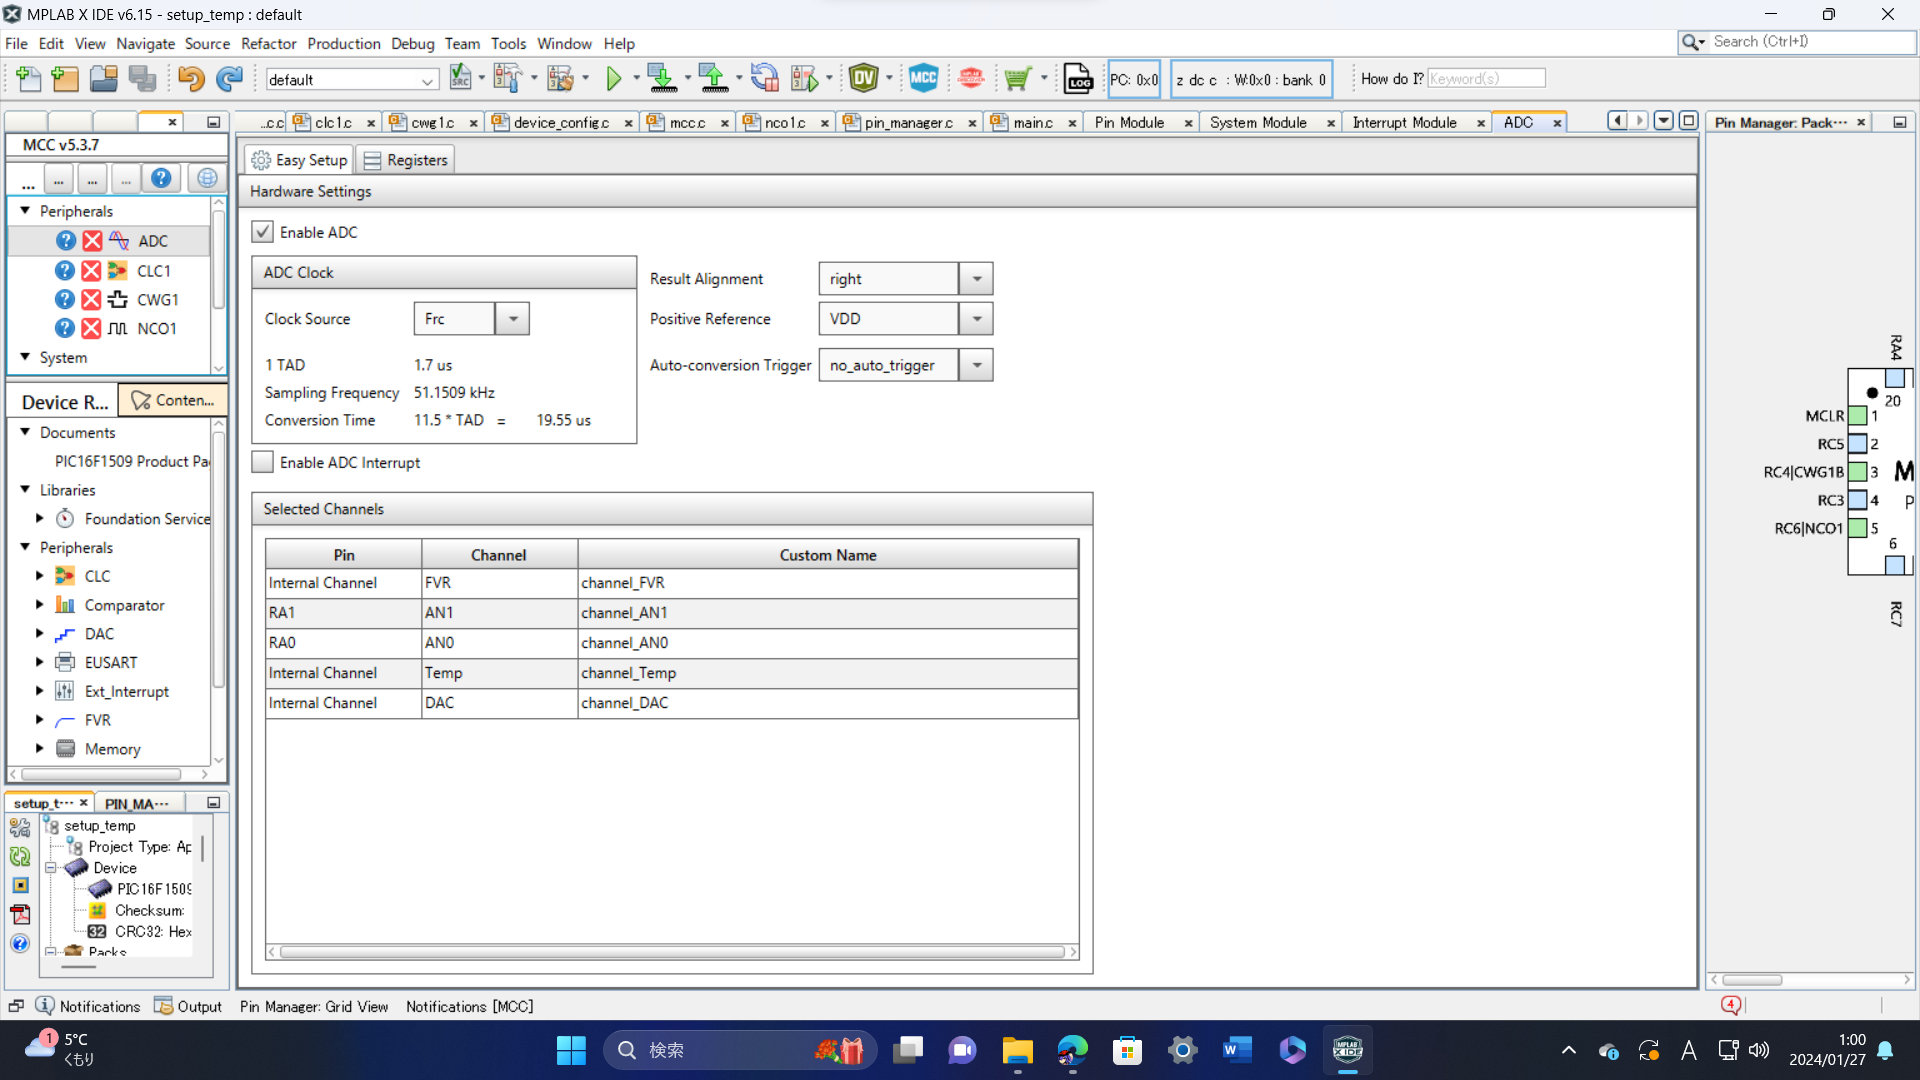 MPLAB X IDE v6.15 - setup_temp : default
File Edit View Navigate Source Refactor Production Debug Team Tools Window Help
Search (Ctrl+I)
default
SRC
DV
MCC
LOG
PC: 0x0
z dc c : W:0x0 : bank 0
How do I?
Keyword(s)
...c.c
clc1.c
cwg1.c
device_config.c
mcc.c
nco1.c
pin_manager.c
main.c
Pin Module
System Module
Interrupt Module
ADC
Pin Manager: Pack···
MCC v5.3.7
... ... ... ...
Peripherals
ADC
CLC1
CWG1
NCO1
System
Device R...
Conten...
Documents
PIC16F1509 Product Pa
Libraries
Foundation Service
Peripherals
CLC
Comparator
DAC
EUSART
Ext_Interrupt
FVR
Memory
setup_t···
PIN_MA···
setup_temp
Project Type: Ap
Device
PIC16F1509
Checksum:
32 CRC32: Hex
Packs
Easy Setup
Registers
Hardware Settings
Enable ADC
ADC Clock
Clock Source Frc
1 TAD 1.7 us
Sampling Frequency 51.1509 kHz
Conversion Time 11.5 * TAD = 19.55 us
Result Alignment right
Positive Reference VDD
Auto-conversion Trigger no_auto_trigger
Enable ADC Interrupt
Selected Channels
Pin Channel Custom Name
Internal Channel FVR channel_FVR
RA1 AN1 channel_AN1
RA0 AN0 channel_AN0
Internal Channel Temp channel_Temp
Internal Channel DAC channel_DAC
RA4
20
MCLR 1
RC5 2
RC4|CWG1B 3 M
RC3 4 P
RC6|NCO1 5
6
RC7
Notifications
Output
Pin Manager: Grid View
Notifications [MCC]
4
1
5°C
くもり
検索
W
MPLAB
X IDE
A
1:00
2024/01/27